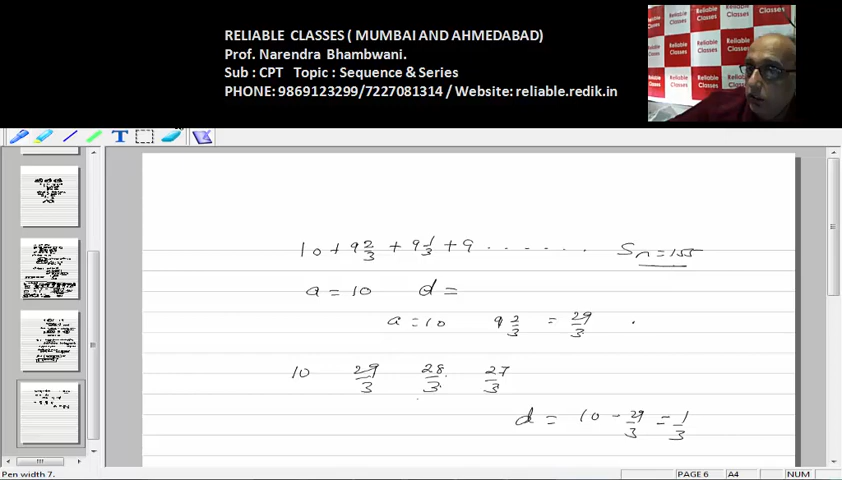 RELIABLE CLASSES ( MUMBAI AND AHMEDABAD)
Prof. Narendra Bhambwani.
Sub : CPT Topic : Sequence & Series
PHONE: 9869123299/7227081314 / Website: reliable.redik.in
Reliable Classes
T
10 + 9 2/3 + 9 1/3 + 9 . . . . . . . Sn = 155
a = 10 d =
a = 10 9 2/3 = 29/3 .
10 29/3 28/3 27/3
d = 10 - 29/3 = 1/3
Pen width 7.
PAGE 6 A4